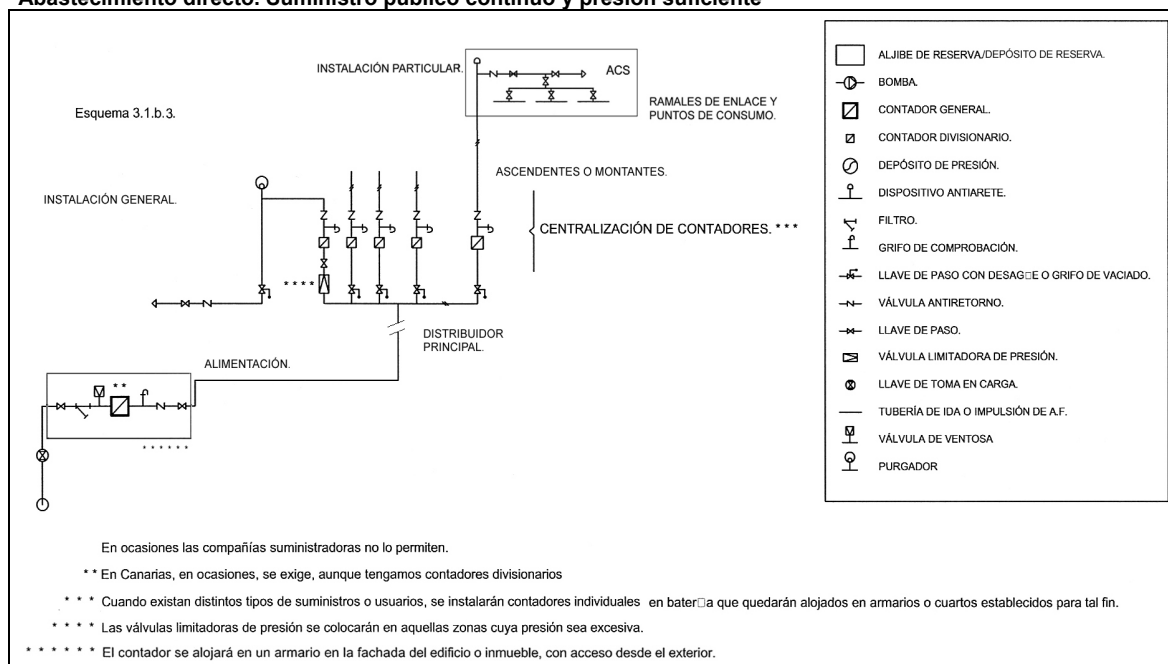 Abastecimiento directo. Suministro público continuo y presión suficiente
INSTALACIÓN PARTICULAR.
ACS
RAMALES DE ENLACE Y
PUNTOS DE CONSUMO.
Esquema 3.1.b.3.
ASCENDENTES O MONTANTES.
INSTALACIÓN GENERAL.
CENTRALIZACIÓN DE CONTADORES. * * *
* * * *
DISTRIBUIDOR
PRINCIPAL.
ALIMENTACIÓN.
* *
* * * * * *
ALJIBE DE RESERVA/DEPÓSITO DE RESERVA.
BOMBA.
CONTADOR GENERAL.
CONTADOR DIVISIONARIO.
DEPÓSITO DE PRESIÓN.
DISPOSITIVO ANTIARETE.
FILTRO.
GRIFO DE COMPROBACIÓN.
LLAVE DE PASO CON DESAG□E O GRIFO DE VACIADO.
VÁLVULA ANTIRETORNO.
LLAVE DE PASO.
VÁLVULA LIMITADORA DE PRESIÓN.
LLAVE DE TOMA EN CARGA.
TUBERÍA DE IDA O IMPULSIÓN DE A.F.
VÁLVULA DE VENTOSA
PURGADOR
En ocasiones las compañías suministradoras no lo permiten.
* * En Canarias, en ocasiones, se exige, aunque tengamos contadores divisionarios
* * * Cuando existan distintos tipos de suministros o usuarios, se instalarán contadores individuales en bater□a que quedarán alojados en armarios o cuartos establecidos para tal fin.
* * * * Las válvulas limitadoras de presión se colocarán en aquellas zonas cuya presión sea excesiva.
* * * * * * El contador se alojará en un armario en la fachada del edificio o inmueble, con acceso desde el exterior.